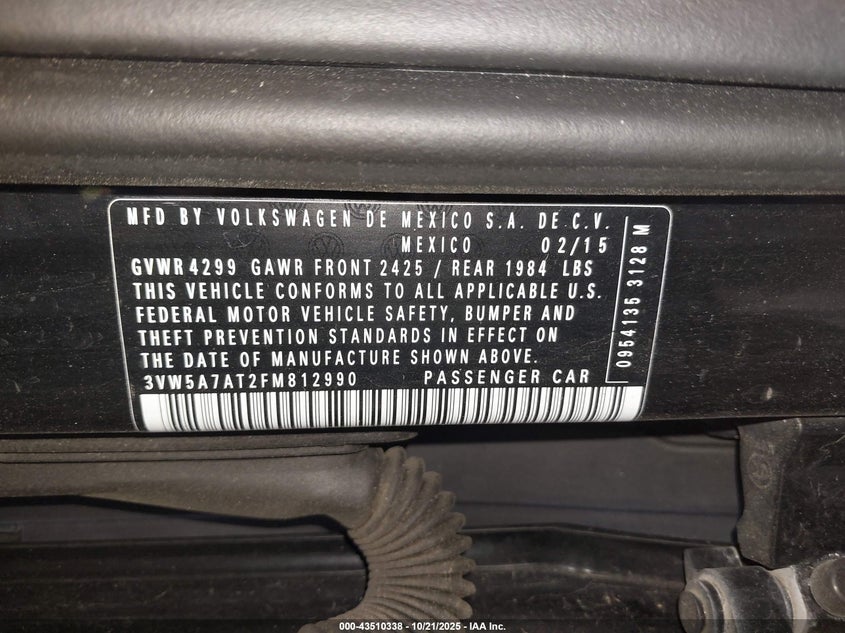 MFD BY VOLKSWAGEN DE MEXICO S.A. DE C.V.
MEXICO 02/15
GVWR 4299 GAWR FRONT 2425 / REAR 1984 LBS
THIS VEHICLE CONFORMS TO ALL APPLICABLE U.S.
FEDERAL MOTOR VEHICLE SAFETY, BUMPER AND
THEFT PREVENTION STANDARDS IN EFFECT ON
THE DATE OF MANUFACTURE SHOWN ABOVE.
3VW5A7AT2FM812990 PASSENGER CAR
0954135 3128 M
000-43510338 - 10/21/2025 - IAA Inc.